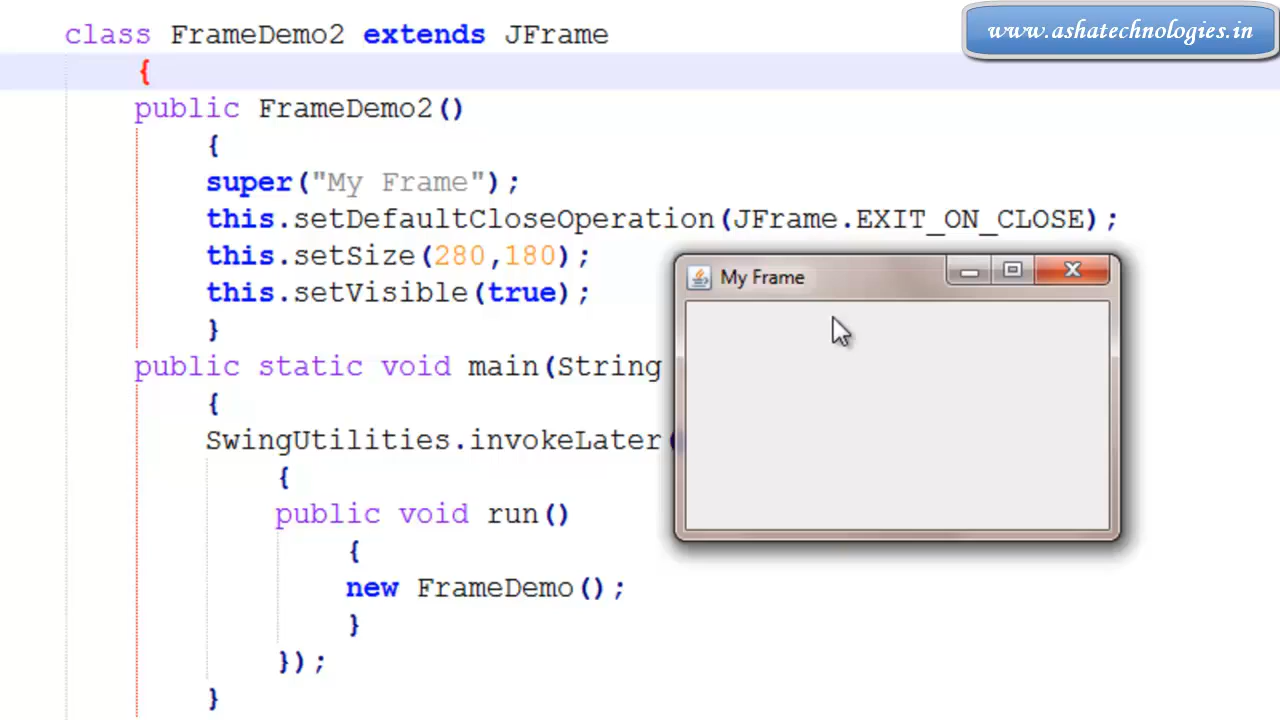 class FrameDemo2 extends JFrame
www.ashatechnologies.in
{
public FrameDemo2()
{
super("My Frame");
this.setDefaultCloseOperation(JFrame.EXIT_ON_CLOSE);
this.setSize(280,180);
this.setVisible(true);
}
My Frame
public static void main(String
{
SwingUtilities.invokeLater(
{
public void run()
{
new FrameDemo();
}
});
}